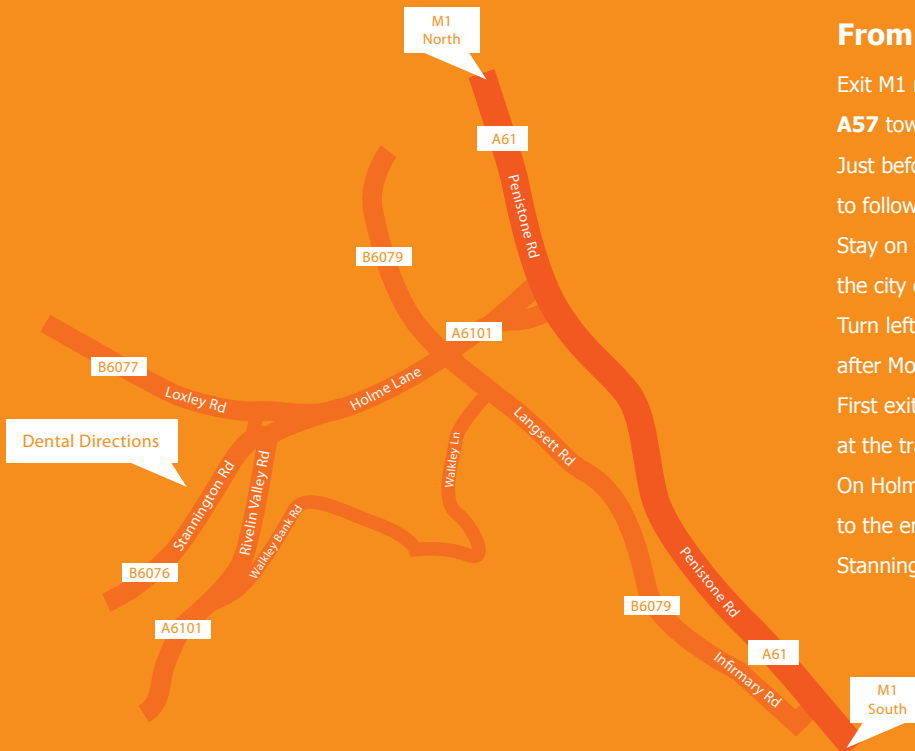 M1
North
A61
Penistone Rd
B6079
A6101
B6077
Loxley Rd
Holme Lane
Dental Directions
Stannington Rd
Rivelin Valley Rd
Walkley Bank Rd
Walkley Ln
Langsett Rd
B6076
A6101
B6079
Penistone Rd
A61
Infirmary Rd
M1
South
From
Exit M1
A57 tow
Just befo
to follow
Stay on
the city
Turn left
after Mo
First exit
at the tra
On Holm
to the er
Stanning